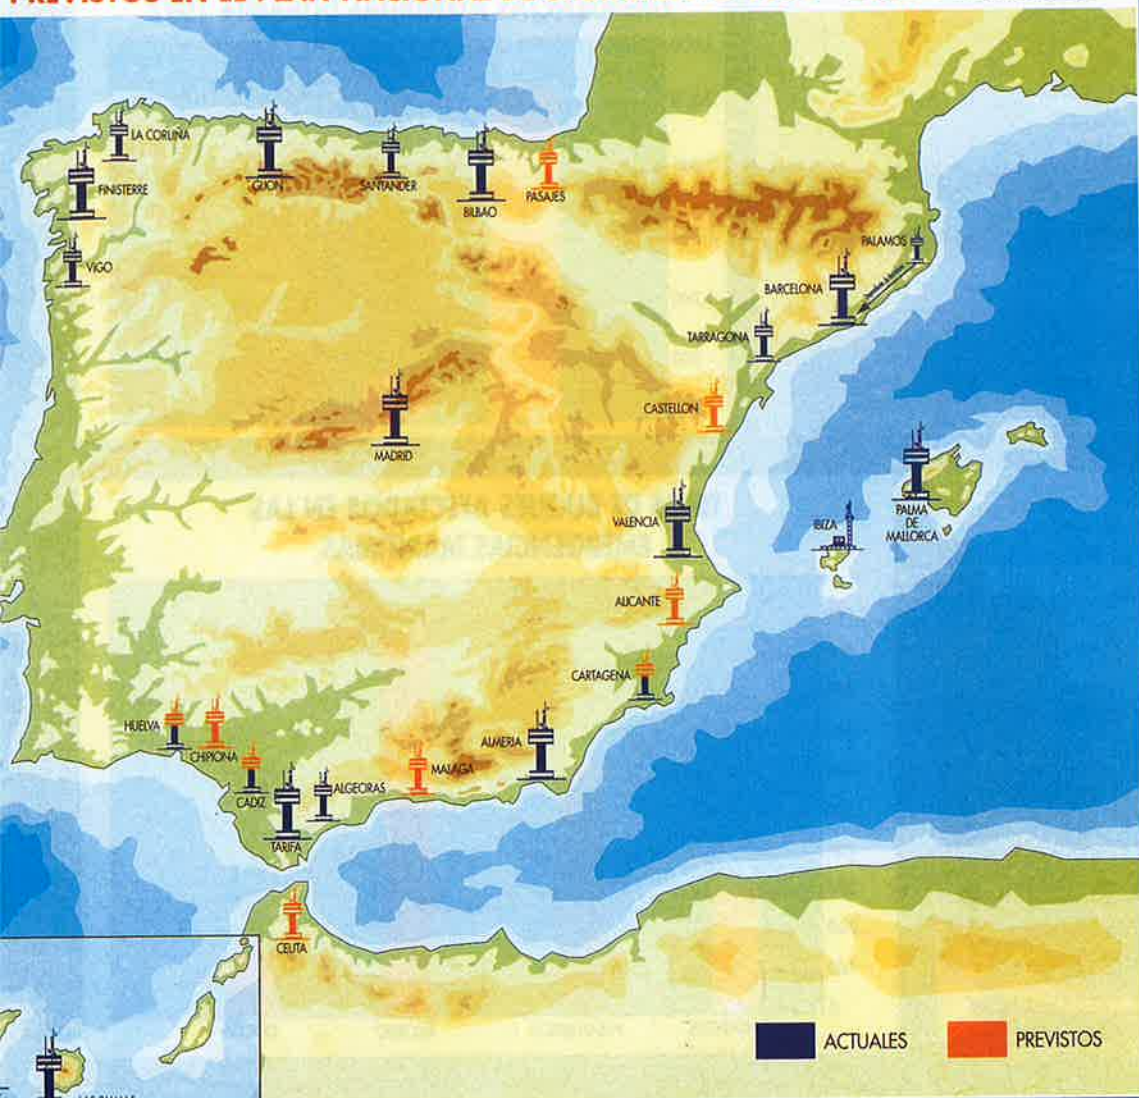 LA CORUÑA
GIJON
SANTANDER
BILBAO
PASAJES
FINISTERRE
VIGO
PALAMOS
BARCELONA
TARRAGONA
CASTELLON
MADRID
VALENCIA
IBIZA
PALMA
DE
MALLORCA
ALICANTE
CARTAGENA
HUELVA
CHIPIONA
CADIZ
ALGECIRAS
TARIFA
MALAGA
ALMERIA
CEUTA
ACTUALES
PREVISTOS